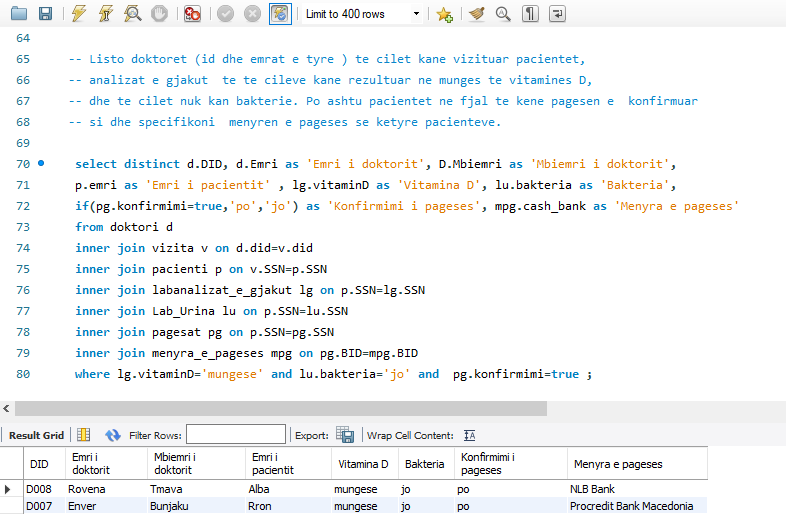 Limit to 400 rows
64
65 -- Listo doktoret (id dhe emrat e tyre ) te cilet kane vizituar pacientet,
66 -- analizat e gjakut  te te cileve kane rezultuar ne munges te vitamines D,
67 -- dhe te cilet nuk kan bakterie. Po ashtu pacientet ne fjal te kene pagesen e  konfirmuar
68 -- si dhe specifikoni  menyren e pageses se ketyre pacienteve.
69
70 select distinct d.DID, d.Emri as 'Emri i doktorit', D.Mbiemri as 'Mbiemri i doktorit',
71 p.emri as 'Emri i pacientit' , lg.vitaminD as 'Vitamina D', lu.bakteria as 'Bakteria',
72 if(pg.konfirmimi=true,'po','jo') as 'Konfirmimi i pageses', mpg.cash_bank as 'Menyra e pageses'
73 from doktori d
74 inner join vizita v on d.did=v.did
75 inner join pacienti p on v.SSN=p.SSN
76 inner join labanalizat_e_gjakut lg on p.SSN=lg.SSN
77 inner join Lab_Urina lu on p.SSN=lu.SSN
78 inner join pagesat pg on p.SSN=pg.SSN
79 inner join menyra_e_pageses mpg on pg.BID=mpg.BID
80 where lg.vitaminD='mungese' and lu.bakteria='jo' and  pg.konfirmimi=true ;
Result Grid Filter Rows: Export: Wrap Cell Content:
DID Emri i doktorit Mbiemri i doktorit Emri i pacientit Vitamina D Bakteria Konfirmimi i pageses Menyra e pageses
D008 Rovena Tmava Alba mungese jo po NLB Bank
D007 Enver Bunjaku Rron mungese jo po Procredit Bank Macedonia